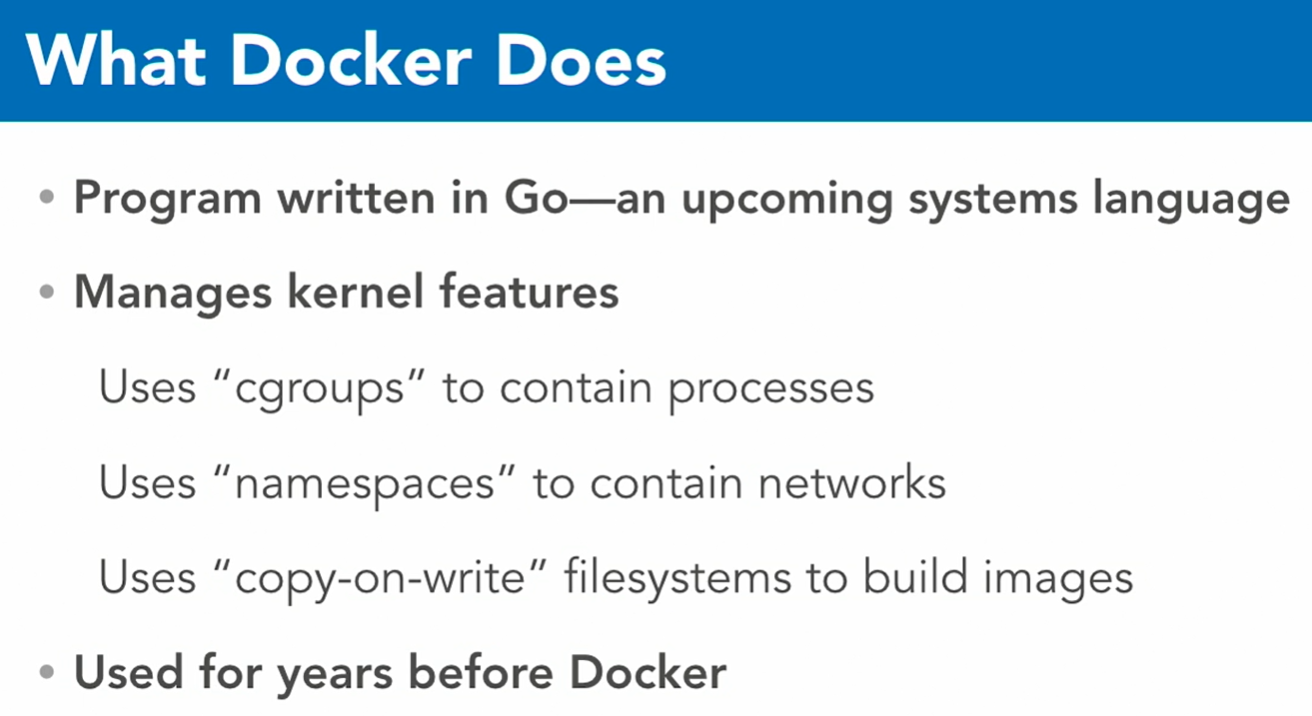 What Docker Does
• Program written in Go—an upcoming systems language
• Manages kernel features
Uses “cgroups” to contain processes
Uses “namespaces” to contain networks
Uses “copy-on-write” filesystems to build images
• Used for years before Docker